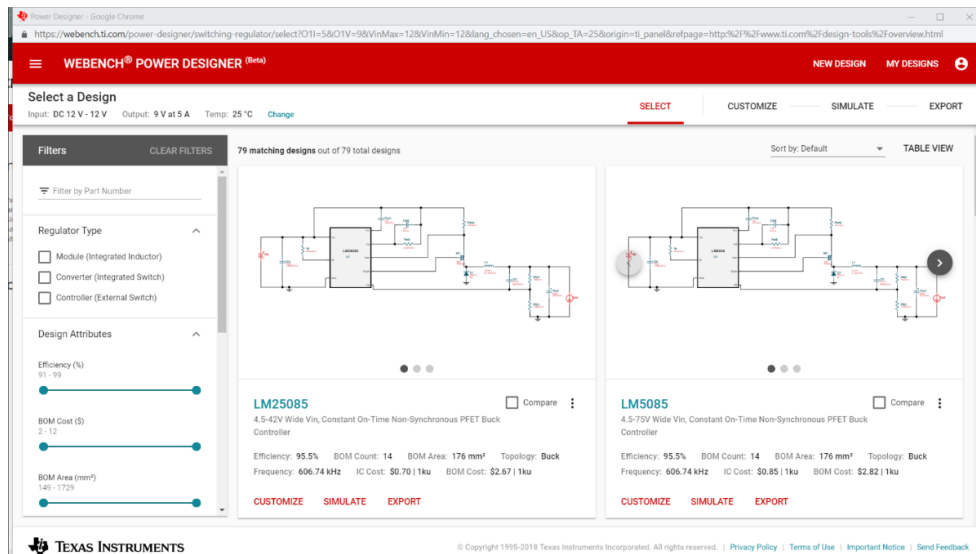 Power Designer - Google Chrome
https://webench.ti.com/power-designer/switching-regulator/select?O1I=5&O1V=9&VinMax=12&VinMin=12&lang_chosen=en_US&op_TA=25&origin=ti_panel&refpage=http:%2F%2Fwww.ti.com%2Fdesign-tools%2Foverview.html
WEBENCH® POWER DESIGNER (Beta)
NEW DESIGN MY DESIGNS
Select a Design
Input: DC 12 V - 12 V Output: 9 V at 5 A Temp: 25 °C Change
SELECT CUSTOMIZE SIMULATE EXPORT
Filters CLEAR FILTERS
79 matching designs out of 79 total designs
Sort by: Default TABLE VIEW
Filter by Part Number
Regulator Type
Module (Integrated Inductor)
Converter (Integrated Switch)
Controller (External Switch)
Design Attributes
Efficiency (%)
91 - 99
BOM Cost ($)
2 - 12
BOM Area (mm²)
149 - 1729
LM25085
Compare
4.5-42V Wide Vin, Constant On-Time Non-Synchronous PFET Buck
Controller
Efficiency: 95.5% BOM Count: 14 BOM Area: 176 mm² Topology: Buck
Frequency: 606.74 kHz IC Cost: $0.70 | 1ku BOM Cost: $2.67 | 1ku
CUSTOMIZE SIMULATE EXPORT
LM5085
Compare
4.5-75V Wide Vin, Constant On-Time Non-Synchronous PFET Buck
Controller
Efficiency: 95.5% BOM Count: 14 BOM Area: 176 mm² Topology: Buck
Frequency: 606.74 kHz IC Cost: $0.85 | 1ku BOM Cost: $2.82 | 1ku
CUSTOMIZE SIMULATE EXPORT
TEXAS INSTRUMENTS
© Copyright 1995-2018 Texas Instruments Incorporated. All rights reserved. | Privacy Policy | Terms of Use | Important Notice | Send Feedback